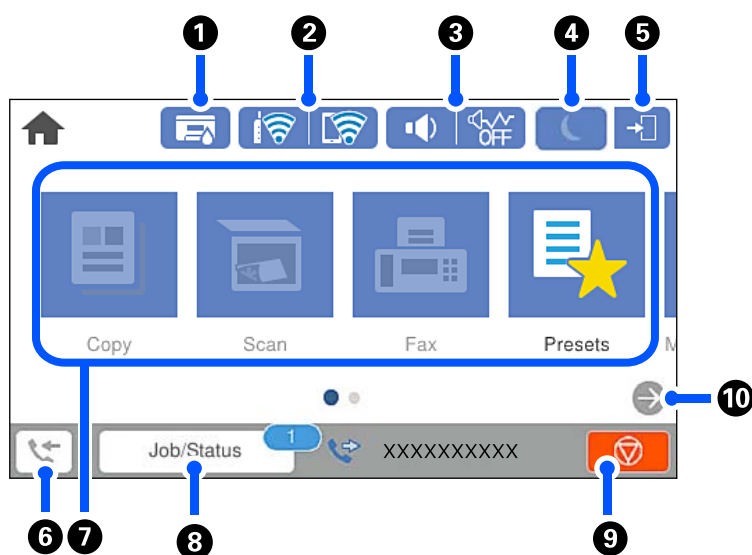 1 2 3 4 5
OFF
Copy Scan Fax Presets M
Job/Status 1 XXXXXXXXXX
10
6 7 8 9